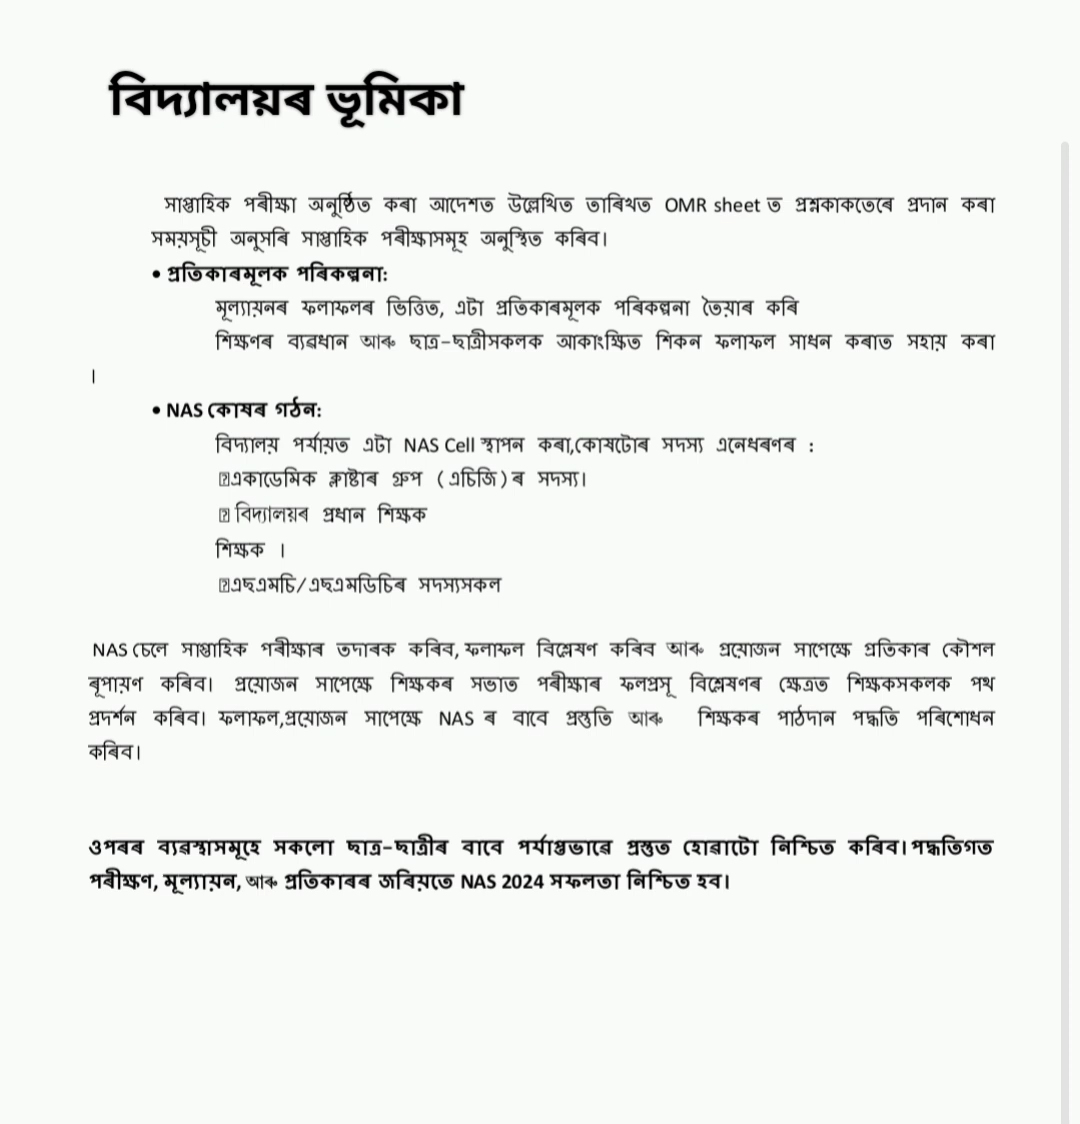 বিদ্যালয়ৰ ভূমিকা
সাপ্তাহিক পৰীক্ষা অনুষ্ঠিত কৰা আদেশত উল্লেখিত তাৰিখত OMR sheet ত প্ৰশ্নকাকতেৰে প্ৰদান কৰা
সময়সূচী অনুসৰি সাপ্তাহিক পৰীক্ষাসমূহ অনুস্থিত কৰিব।
• প্ৰতিকাৰমূলক পৰিকল্পনা:
মূল্যায়নৰ ফলাফলৰ ভিত্তিত, এটা প্ৰতিকাৰমূলক পৰিকল্পনা তৈয়াৰ কৰি
শিক্ষণৰ ব্যৱধান আৰু ছাত্ৰ-ছাত্ৰীসকলক আকাংক্ষিত শিকন ফলাফল সাধন কৰাত সহায় কৰা
।
• NAS কোষৰ গঠন:
বিদ্যালয় পৰ্যায়ত এটা NAS Cell স্থাপন কৰা,কোষটোৰ সদস্য এনেধৰণৰ :
একাডেমিক ক্লাষ্টাৰ গ্ৰুপ (এচিজি)ৰ সদস্য।
বিদ্যালয়ৰ প্ৰধান শিক্ষক
শিক্ষক ।
এছএমচি/এছএমডিচিৰ সদস্যসকল
NAS চেলে সাপ্তাহিক পৰীক্ষাৰ তদাৰক কৰিব, ফলাফল বিশ্লেষণ কৰিব আৰু প্ৰয়োজন সাপেক্ষে প্ৰতিকাৰ কৌশল
ৰূপায়ণ কৰিব। প্ৰয়োজন সাপেক্ষে শিক্ষকৰ সভাত পৰীক্ষাৰ ফলপ্ৰসূ বিশ্লেষণৰ ক্ষেত্ৰত শিক্ষকসকলক পথ
প্ৰদৰ্শন কৰিব। ফলাফল,প্ৰয়োজন সাপেক্ষে NAS ৰ বাবে প্ৰস্তুতি আৰু শিক্ষকৰ পাঠদান পদ্ধতি পৰিশোধন
কৰিব।
ওপৰৰ ব্যৱস্থাসমূহে সকলো ছাত্ৰ-ছাত্ৰীৰ বাবে পৰ্যাপ্তভাৱে প্ৰস্তুত হোৱাটো নিশ্চিত কৰিব। পদ্ধতিগত
পৰীক্ষণ, মূল্যায়ন, আৰু প্ৰতিকাৰৰ জৰিয়তে NAS 2024 সফলতা নিশ্চিত হব।